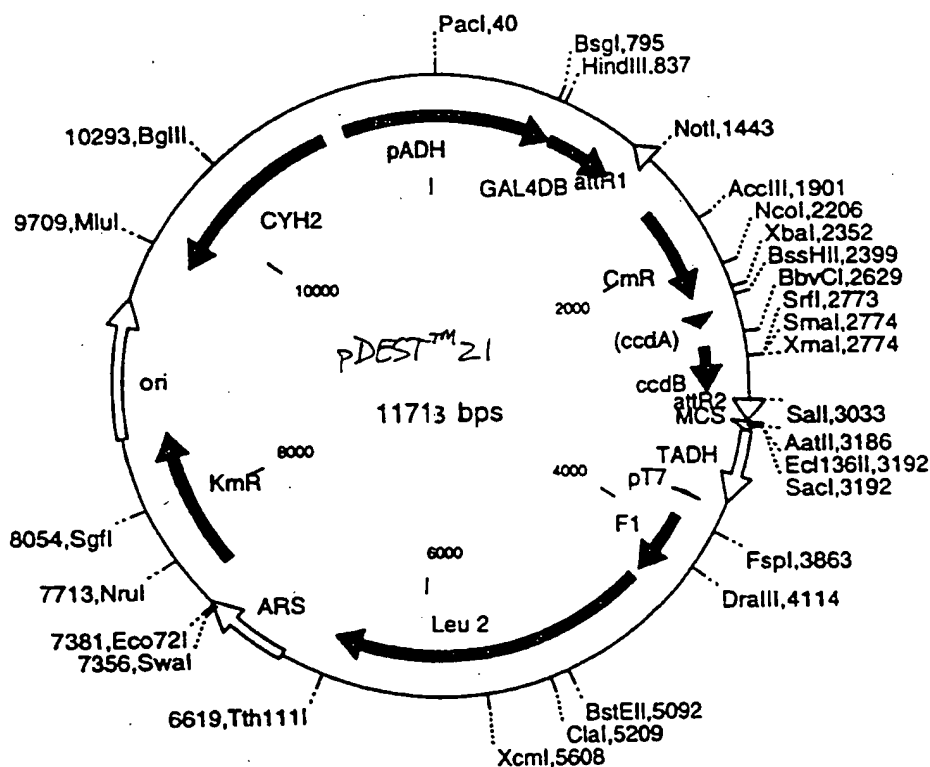 PacI,40
BsgI,795
HindIII.837
NotI,1443
AccIII,1901
NcoI,2206
XbaI,2352
BssHII,2399
BbvCI,2629
SrfI,2773
SmaI,2774
XmaI,2774
SalI,3033
AatII,3186
Ecl136II,3192
SacI,3192
FspI,3863
DraIII,4114
BstEII,5092
ClaI,5209
XcmI,5608
6619,Tth111I
7356,SwaI
7381,Eco72I
7713,NruI
8054,SgfI
9709,MluI
10293,BglII
pADH
GAL4DB
attR1
CYH2
10000
2000
CmR
(ccdA)
pDEST™21
11713 bps
ccdB
attR2
MCS
TADH
ori
8000
KmR
4000
pT7
F1
6000
ARS
Leu 2